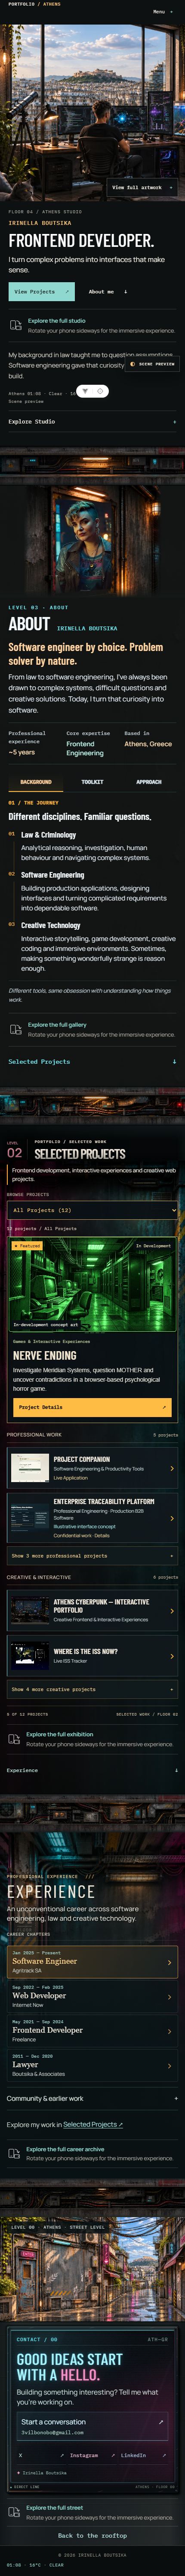 PORTFOLIO / ATHENS
Menu +
View full artwork +
FLOOR 04 / ATHENS STUDIO
IRINELLA BOUTSIKA
FRONTEND DEVELOPER.
I turn complex problems into interfaces that make sense.
View Projects ↗
About me ↓
Explore the full studio
Rotate your phone sideways for the immersive experience.
My background in law taught me to question
Software engineering gave that curiosity
build.
SCENE PREVIEW
Athens 01:05 · Clear ·
Scene preview
Explore Studio +
LEVEL 03 · ABOUT
ABOUT IRINELLA BOUTSIKA
Software engineer by choice. Problem solver by nature.
From law to software engineering, I've always been drawn to complex systems, difficult questions and creative solutions. Today, I turn that curiosity into software.
Professional experience
~5 years
Core expertise
Frontend Engineering
Based in
Athens, Greece
BACKGROUND
TOOLKIT
APPROACH
01 / THE JOURNEY
Different disciplines. Familiar questions.
01 Law & Criminology
Analytical reasoning, investigation, human behaviour and navigating complex systems.
02 Software Engineering
Building production applications, designing interfaces and turning complicated requirements into dependable software.
03 Creative Technology
Interactive storytelling, game development, creative coding and immersive environments. Sometimes, making something wonderfully strange is reason enough.
Different tools, same obsession with understanding how things work.
Explore the full gallery
Rotate your phone sideways for the immersive experience.
Selected Projects ↓
LEVEL
02
PORTFOLIO / SELECTED WORK
SELECTED PROJECTS
Frontend development, interactive experiences and creative web projects.
BROWSE PROJECTS
All Projects (12)
12 projects / All Projects
Featured
In Development
In-development concept art
Games & Interactive Experiences
NERVE ENDING
Investigate Meridian Systems, question MOTHER and uncover what remains unforgotten in a browser-based psychological horror game.
Project Details ↗
PROFESSIONAL WORK
5 projects
PROJECT COMPANION
Software Engineering & Productivity Tools
Live Application
ENTERPRISE TRACEABILITY PLATFORM
Professional Engineering · Production B2B Software
Illustrative interface concept
Confidential work · Details
Show 3 more professional projects +
CREATIVE & INTERACTIVE
6 projects
ATHENS CYBERPUNK — INTERACTIVE PORTFOLIO
Creative Frontend & Interactive Experiences
WHERE IS THE ISS NOW?
Live ISS Tracker
Show 4 more creative projects +
SELECTED WORK / FLOOR 02
Explore the full exhibition
Rotate your phone sideways for the immersive experience.
Experience ↓
PROFESSIONAL EXPERIENCE ///
EXPERIENCE
An unconventional career across software engineering, law and creative technology.
CAREER CHAPTERS
Jan 2025 — Present
Software Engineer
Agritrack SA
Sep 2022 — Feb 2025
Web Developer
Internet Now
May 2021 — Sep 2024
Frontend Developer
Freelance
2011 — Dec 2020
Lawyer
Boutsika & Associates
Community & earlier work +
Explore my work in Selected Projects ↗
Explore the full career archive
Rotate your phone sideways for the immersive experience.
LEVEL 00 · ATHENS · STREET LEVEL
CONTACT / 00
ATH—GR
GOOD IDEAS START WITH A HELLO.
Building something interesting? Tell me what you're working on.
Start a conversation ↗
3vilbonobo@gmail.com
X ↗
Instagram ↗
LinkedIn ↗
Irinella Boutsika
DIRECT LINK
ATHENS · FLOOR 00
Explore the full street
Rotate your phone sideways for the immersive experience.
Back to the rooftop
© 2026 IRINELLA BOUTSIKA
01:05 · 16°C · CLEAR